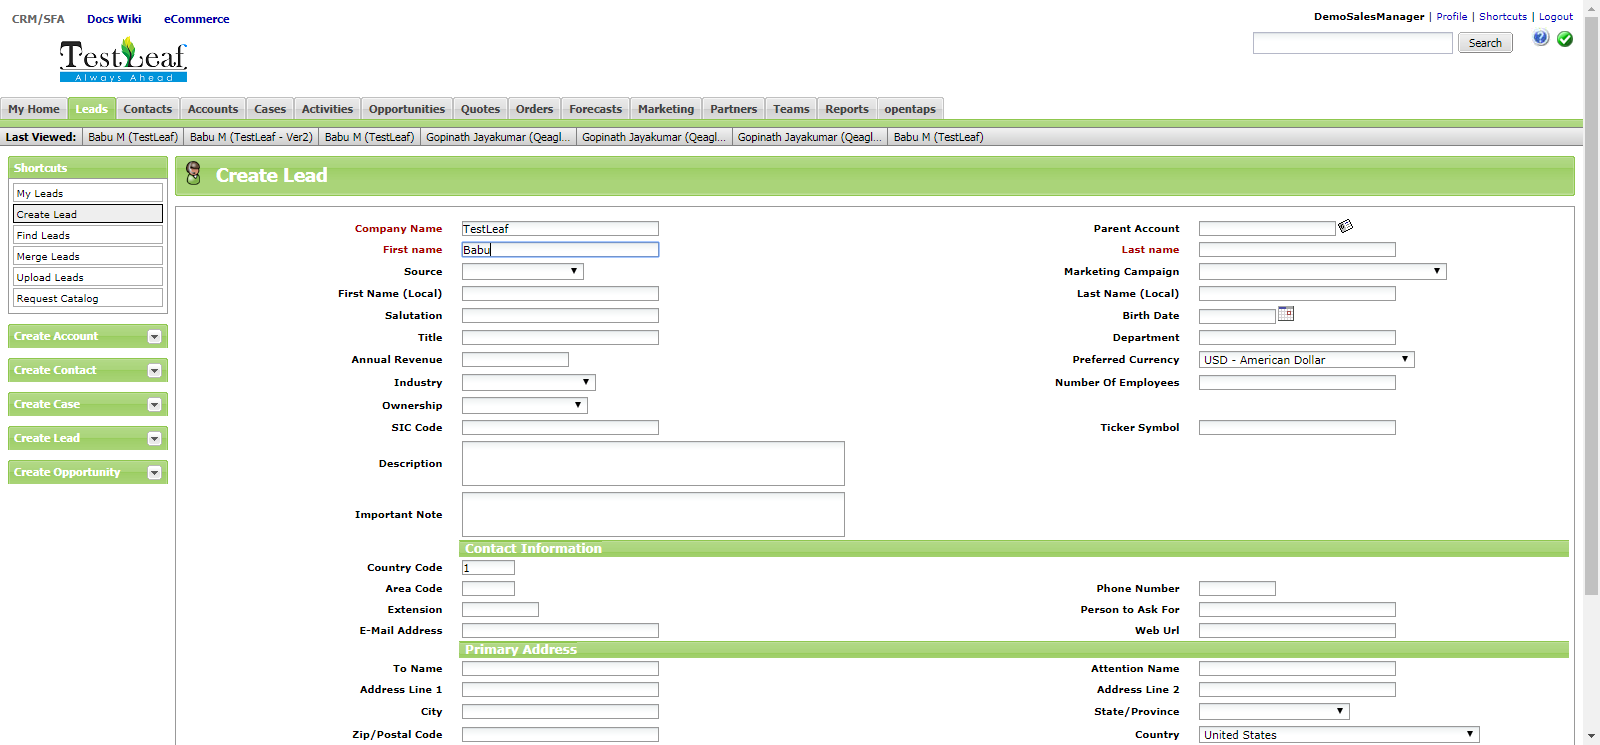 CRM/SFA Docs Wiki eCommerce
DemoSalesManager | Profile | Shortcuts | Logout
TestLeaf
Always Ahead
Search
My Home Leads Contacts Accounts Cases Activities Opportunities Quotes Orders Forecasts Marketing Partners Teams Reports opentaps
Last Viewed: Babu M (TestLeaf) Babu M (TestLeaf - Ver2) Babu M (TestLeaf) Gopinath Jayakumar (Qeagl... Gopinath Jayakumar (Qeagl... Gopinath Jayakumar (Qeagl... Babu M (TestLeaf)
Shortcuts
My Leads
Create Lead
Find Leads
Merge Leads
Upload Leads
Request Catalog
Create Account
Create Contact
Create Case
Create Lead
Create Opportunity
Create Lead
Company Name TestLeaf Parent Account
First name Babu Last name
Source Marketing Campaign
First Name (Local) Last Name (Local)
Salutation Birth Date
Title Department
Annual Revenue Preferred Currency USD - American Dollar
Industry Number Of Employees
Ownership
SIC Code Ticker Symbol
Description
Important Note
Contact Information
Country Code 1
Area Code Phone Number
Extension Person to Ask For
E-Mail Address Web Url
Primary Address
To Name Attention Name
Address Line 1 Address Line 2
City State/Province
Zip/Postal Code Country United States